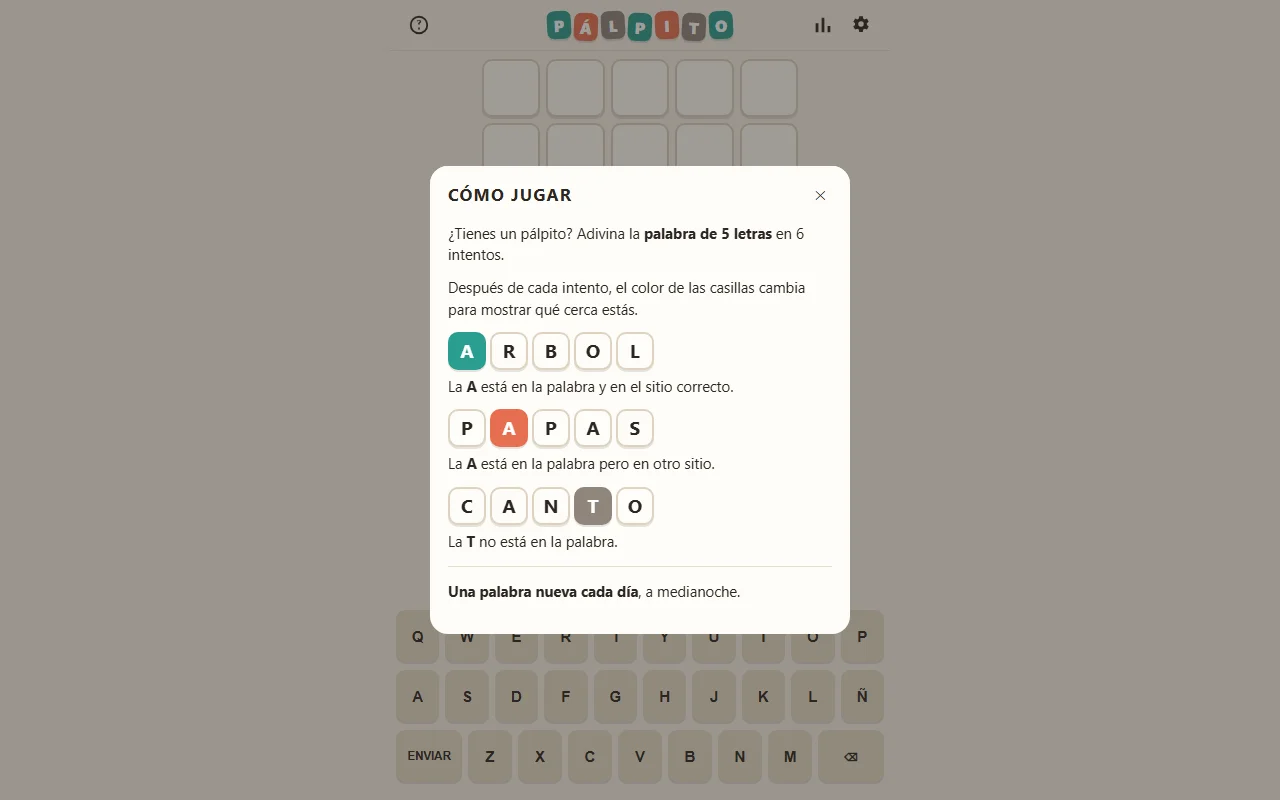 PÁLPITO
CÓMO JUGAR
¿Tienes un pálpito? Adivina la palabra de 5 letras en 6
intentos.
Después de cada intento, el color de las casillas cambia
para mostrar qué cerca estás.
A R B O L
La A está en la palabra y en el sitio correcto.
P A P A S
La A está en la palabra pero en otro sitio.
C A N T O
La T no está en la palabra.
Una palabra nueva cada día, a medianoche.
Q W E R T Y U I O P
A S D F G H J K L Ñ
ENVIAR Z X C V B N M